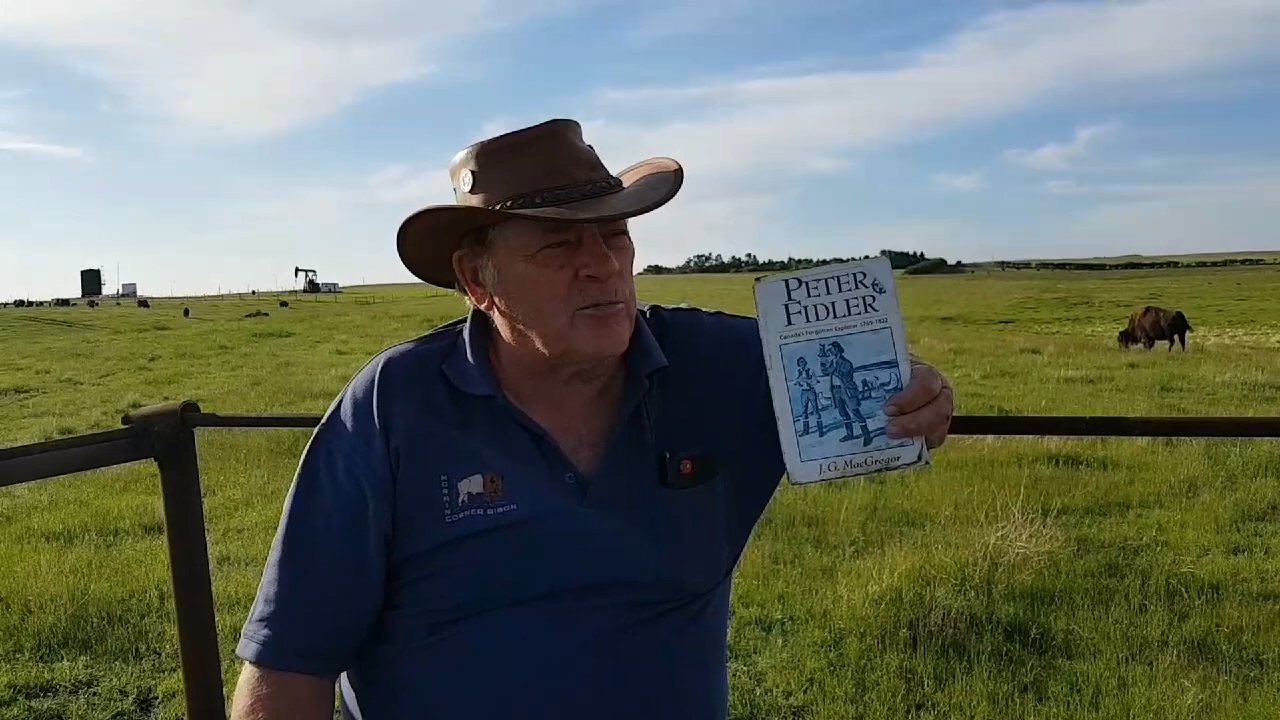 PETER
FIDLER
Canada's Forgotten Explorer 1769-1822
J. G. MacGregor
CORNER BISON